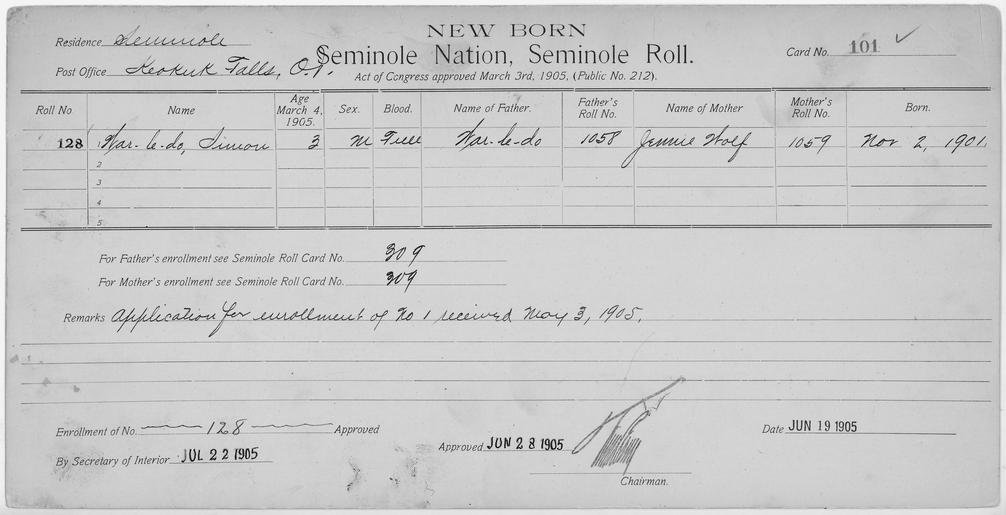 NEW BORN
Residence Seminole
Seminole Nation, Seminole Roll.
Card No. 101 ✓
Post Office Keokuk Falls, O.T.
Act of Congress approved March 3rd, 1905, (Public No. 212).
Roll No Name Age March 4, 1905. Sex. Blood. Name of Father. Father's Roll No. Name of Mother Mother's Roll No. Born.
128 1 War-le-do, Simon 3 M Full War-le-do 1058 Jennie Wolf 1059 Nov 2, 1901.
2
3
4
5
For Father's enrollment see Seminole Roll Card No. 309
For Mother's enrollment see Seminole Roll Card No. 309
Remarks Application for enrollment of No 1 received May 3, 1905.
Enrollment of No. 128 Approved
By Secretary of Interior JUL 22 1905
Approved JUN 28 1905
Chairman.
Date JUN 19 1905